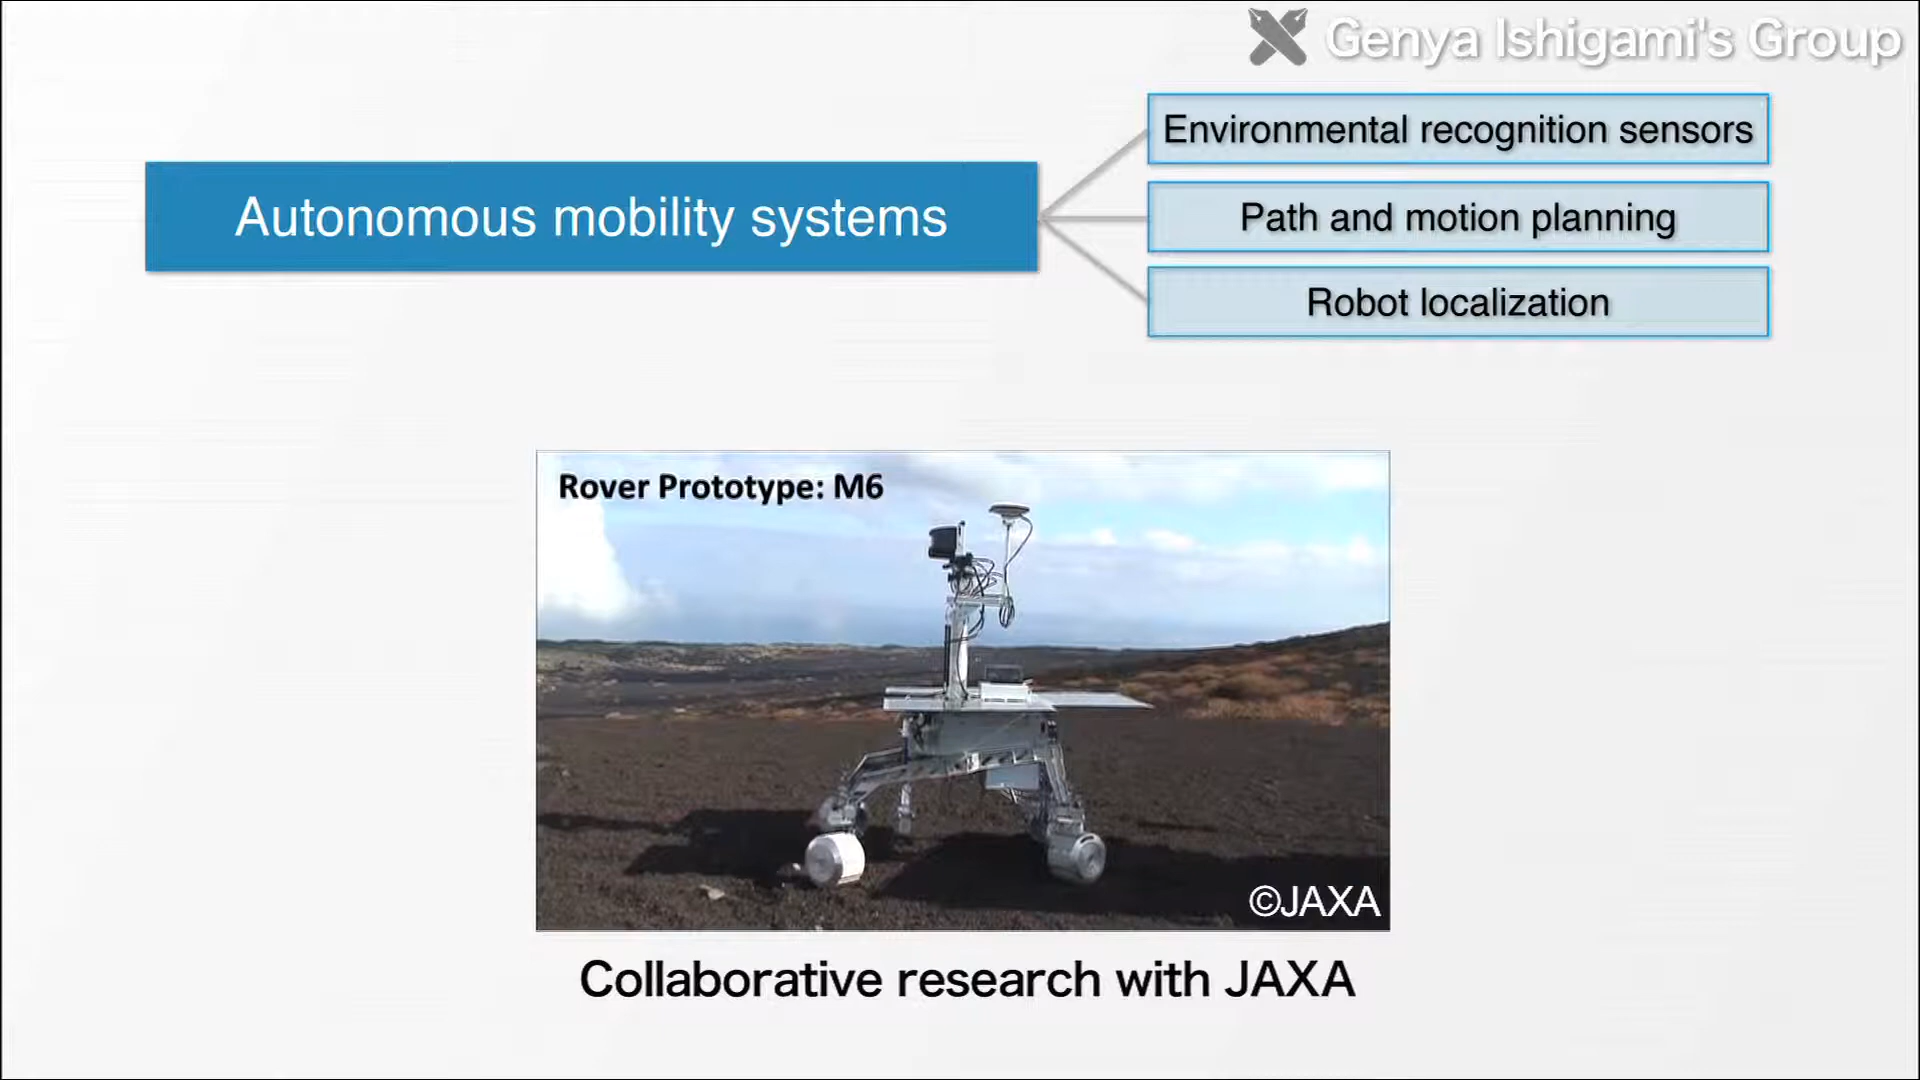 Genya Ishigami's Group
Autonomous mobility systems
Environmental recognition sensors
Path and motion planning
Robot localization
Rover Prototype: M6
©JAXA
Collaborative research with JAXA